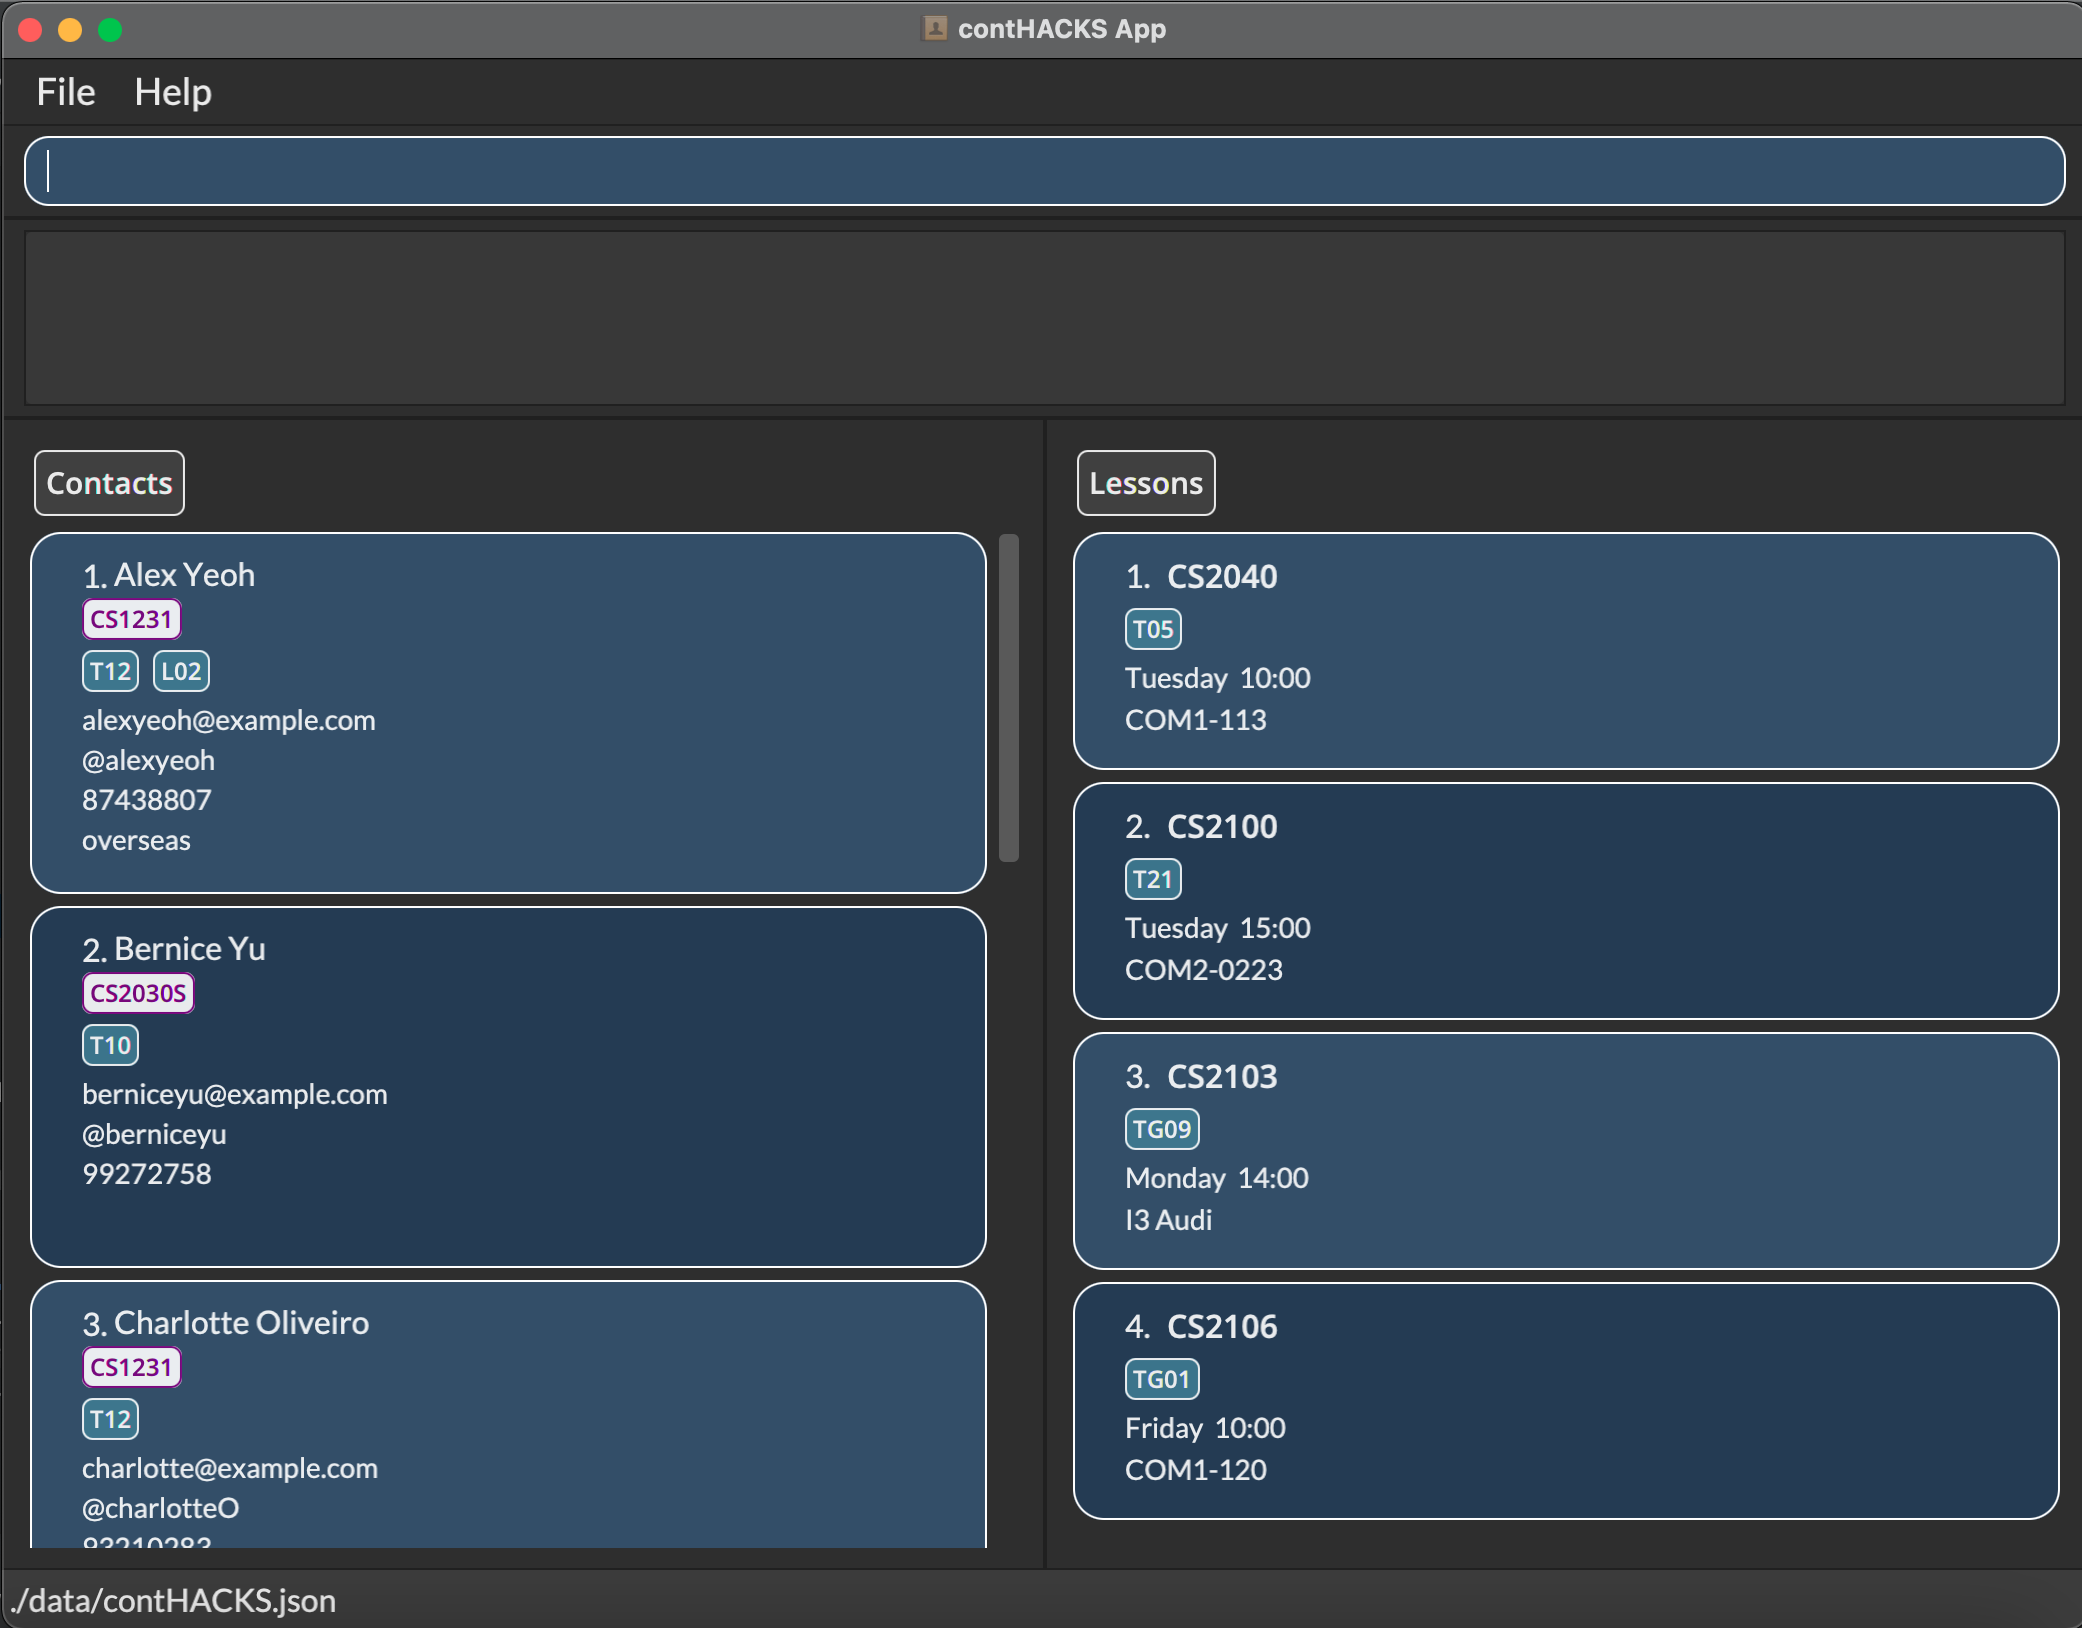 contHACKS App
File Help
Contacts
1. Alex Yeoh
CS1231
T12 L02
alexyeoh@example.com
@alexyeoh
87438807
overseas
2. Bernice Yu
CS2030S
T10
berniceyu@example.com
@berniceyu
99272758
3. Charlotte Oliveiro
CS1231
T12
charlotte@example.com
@charlotteO
93210283
Lessons
1. CS2040
T05
Tuesday 10:00
COM1-113
2. CS2100
T21
Tuesday 15:00
COM2-0223
3. CS2103
TG09
Monday 14:00
I3 Audi
4. CS2106
TG01
Friday 10:00
COM1-120
./data/contHACKS.json